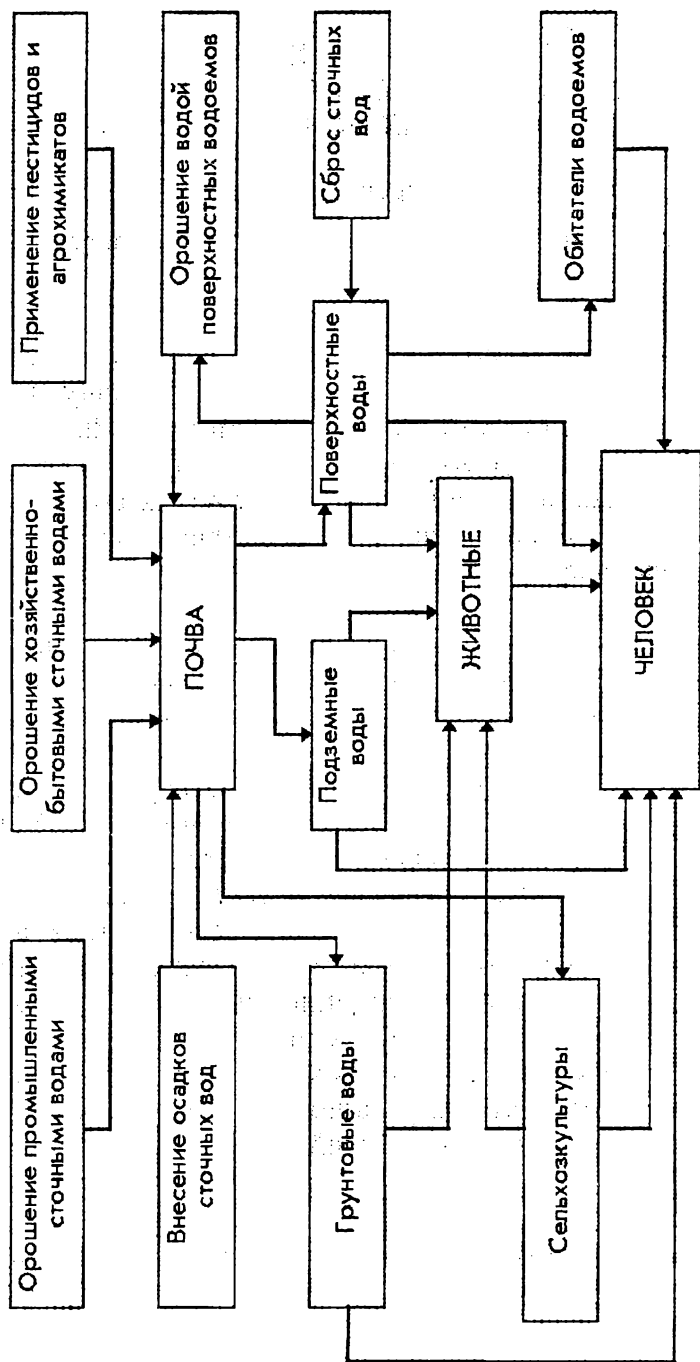 Орошение промышленными
сточными водами
Орошение хозяйственно-
бытовыми сточными водами
Применение пестицидов и
агрохимикатов
Внесение осадков
сточных вод
ПОЧВА
Орошение водой
поверхностных водоемов
Грунтовые воды
Подземные
воды
Поверхностные
воды
Сброс сточных
вод
ЖИВОТНЫЕ
Сельхозкультуры
ЧЕЛОВЕК
Обитатели водоемов